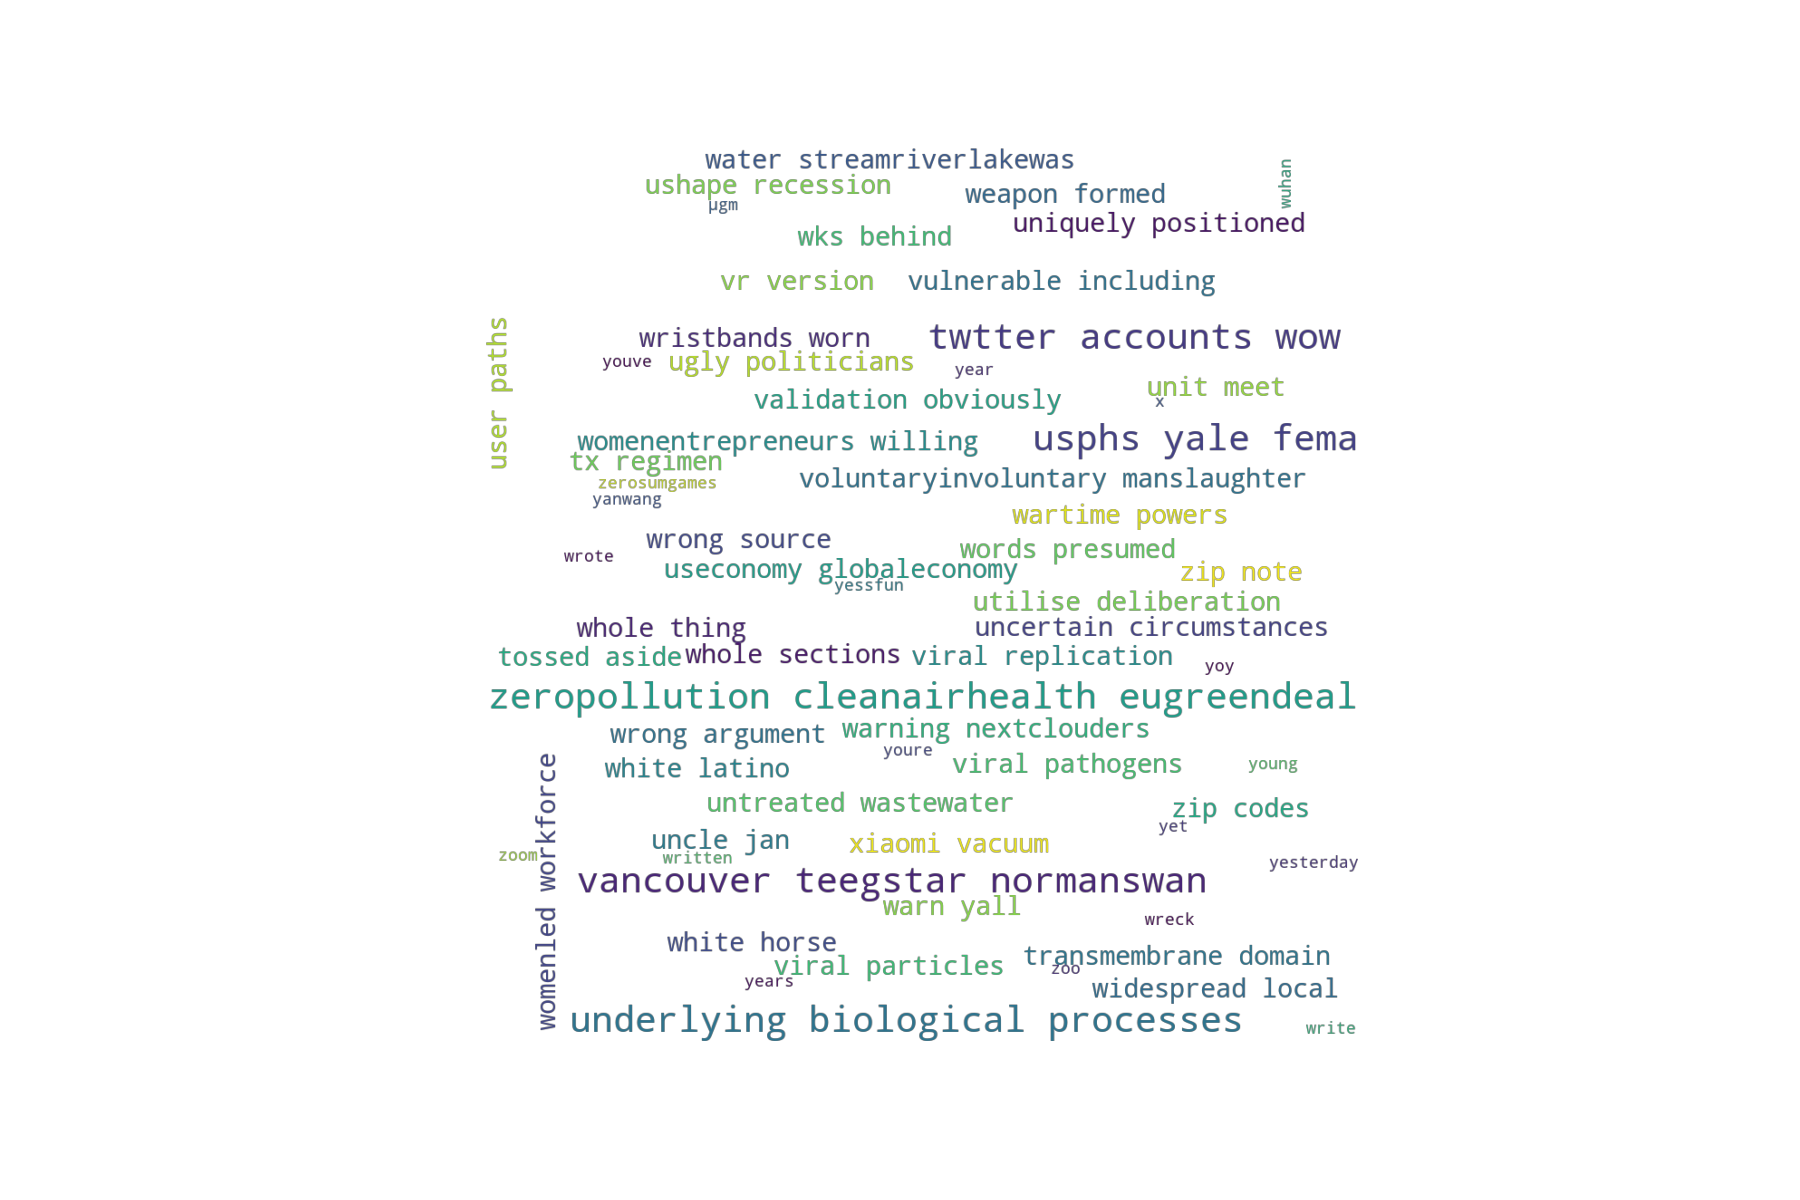 water streamriverlakewas
ushape recession
weapon formed
wuhan
µgm
uniquely positioned
wks behind
vr version
vulnerable including
user paths
wristbands worn
twtter accounts wow
youve
ugly politicians
year
unit meet
validation obviously
x
womenentrepreneurs willing
usphs yale fema
tx regimen
zerosumgames
voluntaryinvoluntary manslaughter
yanwang
wartime powers
wrong source
words presumed
wrote
useconomy globaleconomy
zip note
yessfun
utilise deliberation
whole thing
uncertain circumstances
tossed aside
whole sections
viral replication
yoy
zeropollution cleanairhealth eugreendeal
wrong argument
warning nextclouders
youre
white latino
viral pathogens
young
womenled workforce
untreated wastewater
zip codes
yet
uncle jan
xiaomi vacuum
zoom
written
yesterday
vancouver teegstar normanswan
warn yall
wreck
white horse
transmembrane domain
viral particles
zoo
years
widespread local
underlying biological processes
write